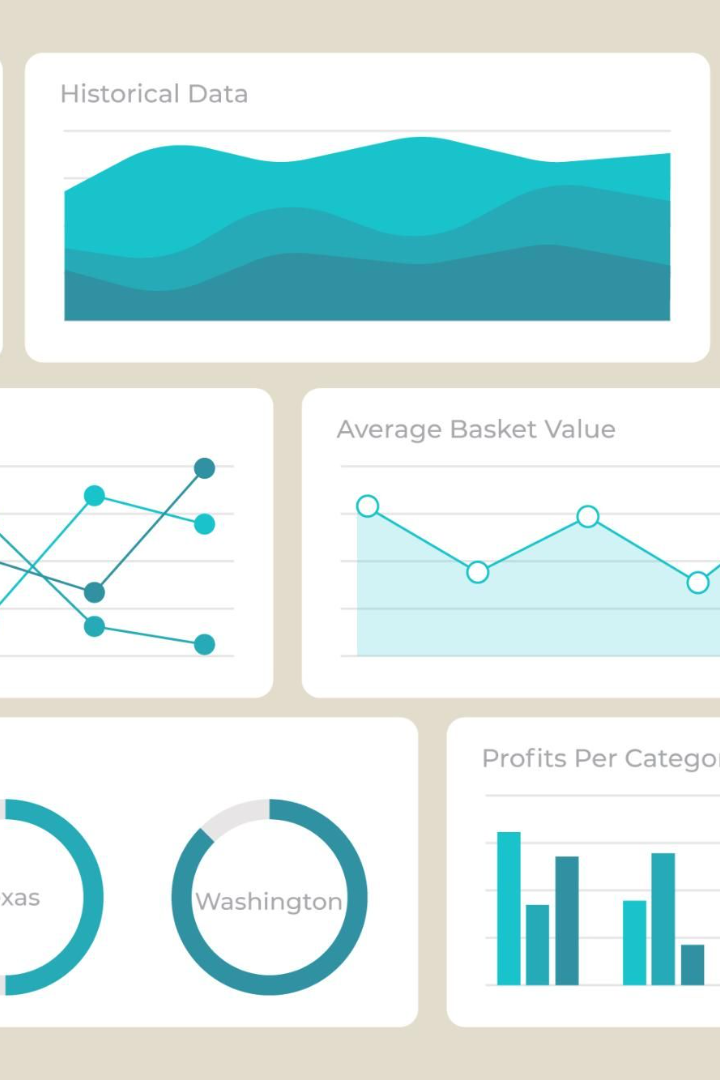 Historical Data
Average Basket Value
Profits Per Categor
xas
Washington